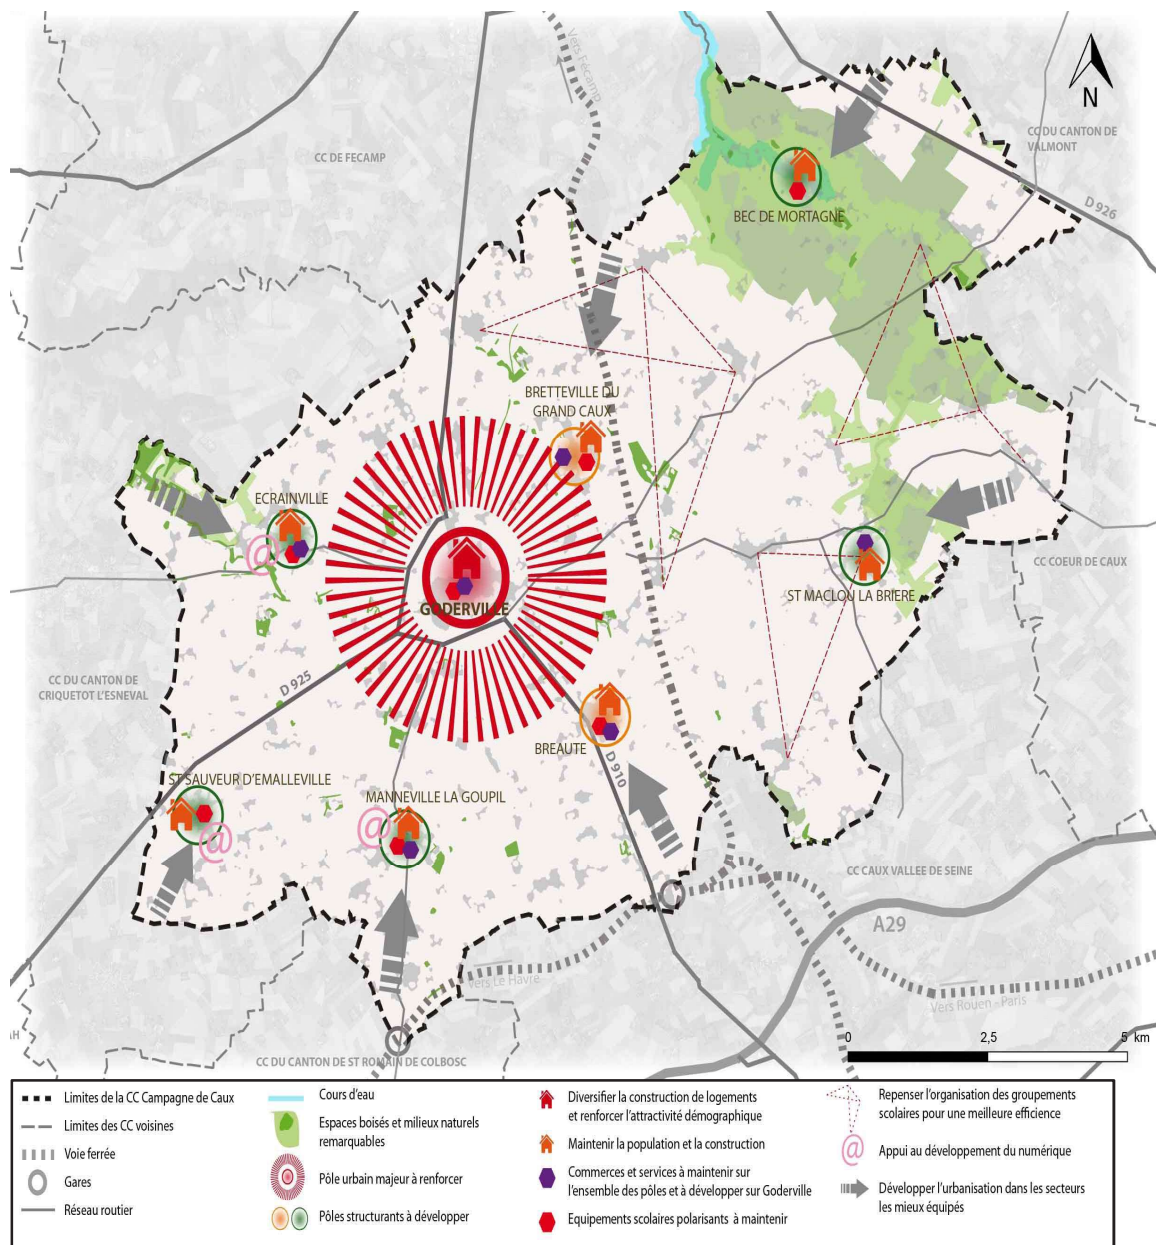 Vers Fécamp
N
CC DU CANTON DE
VALMONT
CC DE FECAMP
D 926
BEC DE MORTAGNE
BRETTEVILLE DU
GRAND CAUX
ECRAINVILLE
@
GODERVILLE
CC COEUR DE CAUX
ST MACLOU LA BRIERE
CC DU CANTON DE
CRIQUETOT L'ESNEVAL
D 925
BREAUTE
D 910
ST SAUVEUR D'EMALLEVILLE
MANNEVILLE LA GOUPIL
@
@
CC CAUX VALLEE DE SEINE
A29
Vers Le Havre
Vers Rouen - Paris
CC DU CANTON DE ST ROMAIN DE COLBOSC
0 2,5 5 km
Limites de la CC Campagne de Caux
Limites des CC voisines
Voie ferrée
Gares
Réseau routier
Cours d'eau
Espaces boisés et milieux naturels
remarquables
Pôle urbain majeur à renforcer
Pôles structurants à développer
Diversifier la construction de logements
et renforcer l'attractivité démographique
Maintenir la population et la construction
Commerces et services à maintenir sur
l'ensemble des pôles et à développer sur Goderville
Equipements scolaires polarisants à maintenir
Repenser l'organisation des groupements
scolaires pour une meilleure efficience
@ Appui au développement du numérique
Développer l'urbanisation dans les secteurs
les mieux équipés